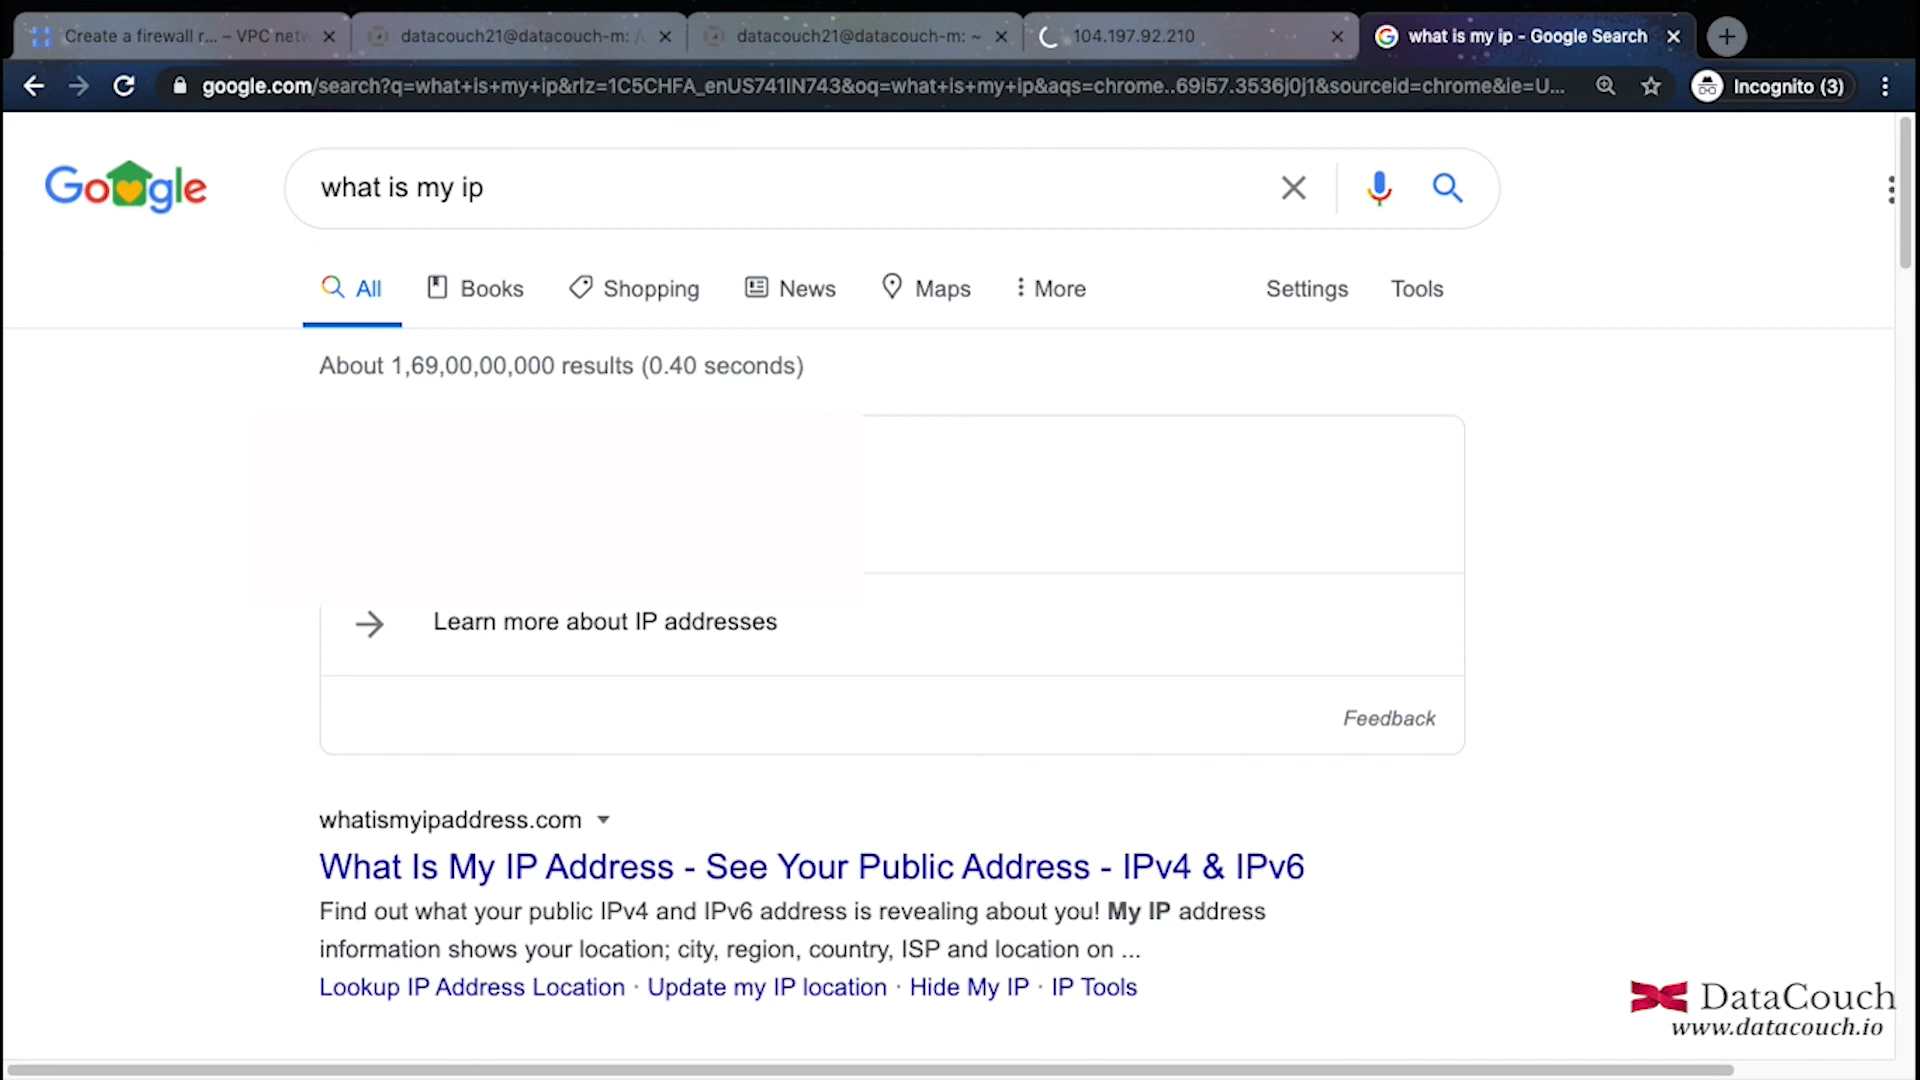 Create a firewall r... – VPC netw
datacouch21@datacouch-m: /
datacouch21@datacouch-m: ~
104.197.92.210
what is my ip - Google Search
google.com/search?q=what+is+my+ip&rlz=1C5CHFA_enUS741IN743&oq=what+is+my+ip&aqs=chrome..69i57.3536j0j1&sourceid=chrome&ie=U...
Incognito (3)
Google
what is my ip
All
Books
Shopping
News
Maps
More
Settings
Tools
About 1,69,00,00,000 results (0.40 seconds)
Learn more about IP addresses
Feedback
whatismyipaddress.com
What Is My IP Address - See Your Public Address - IPv4 & IPv6
Find out what your public IPv4 and IPv6 address is revealing about you! My IP address
information shows your location; city, region, country, ISP and location on ...
Lookup IP Address Location · Update my IP location · Hide My IP · IP Tools
DataCouch
www.datacouch.io